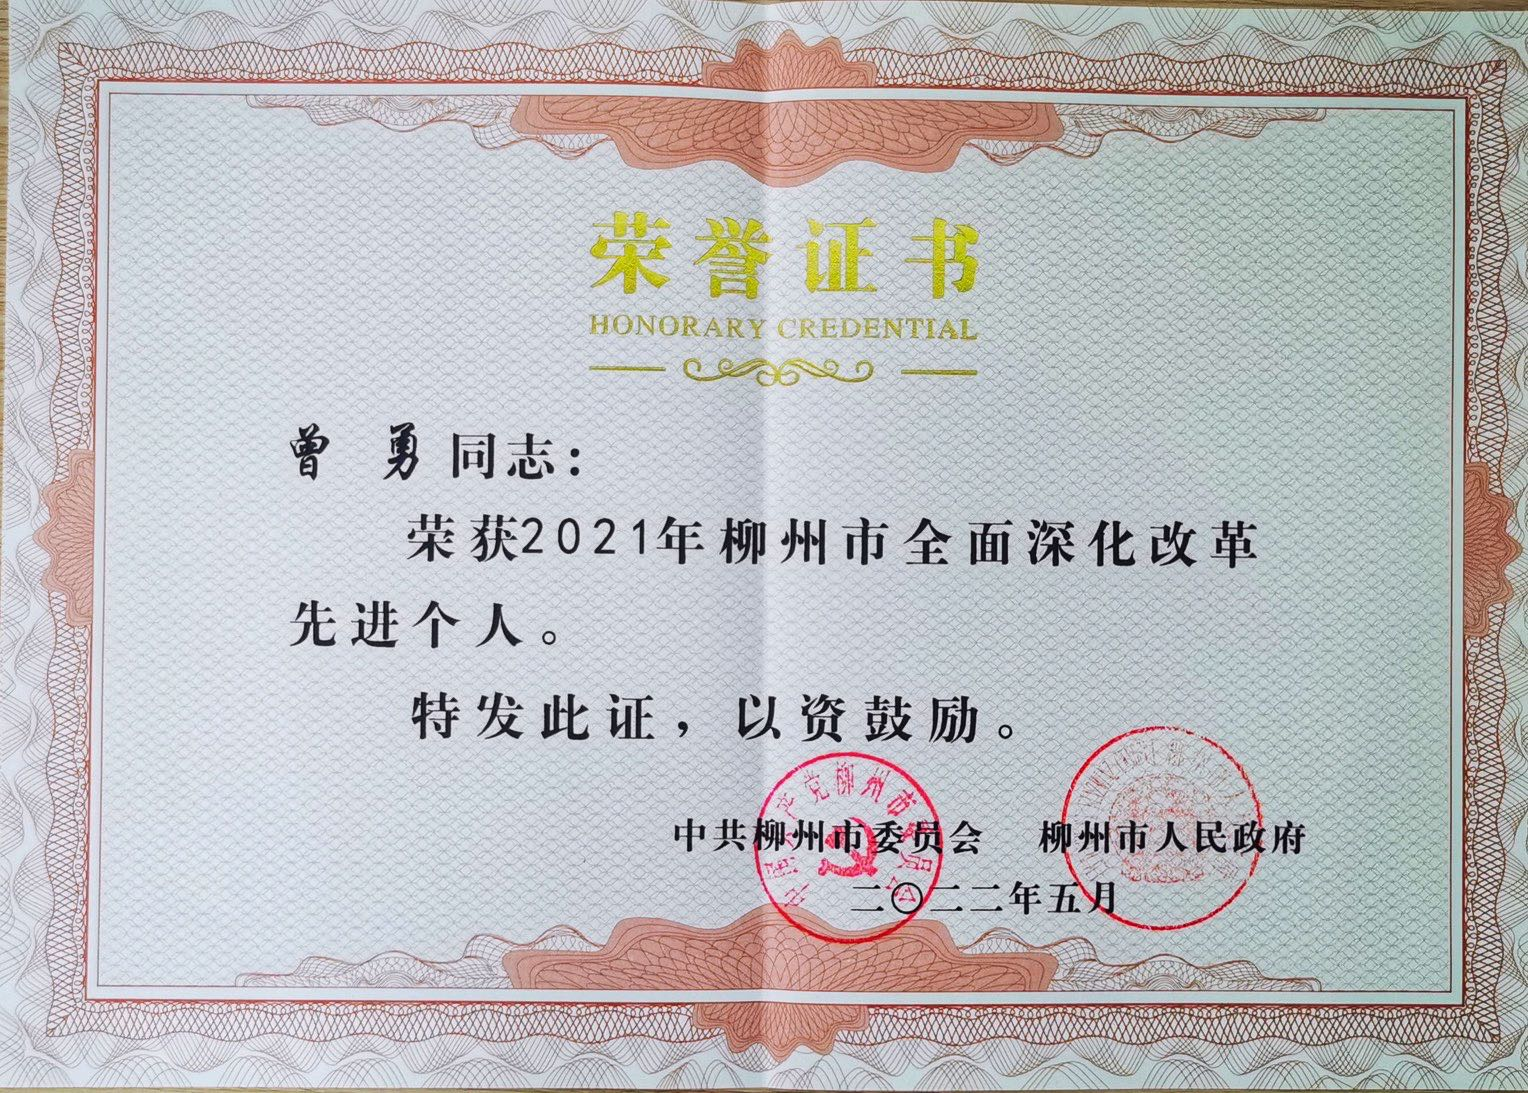 荣誉证书
HONORARY CREDENTIAL
曾 勇同志：
荣获2021年柳州市全面深化改革
先进个人。
特发此证，以资鼓励。
中共柳州市委员会 柳州市人民政府
二〇二二年五月